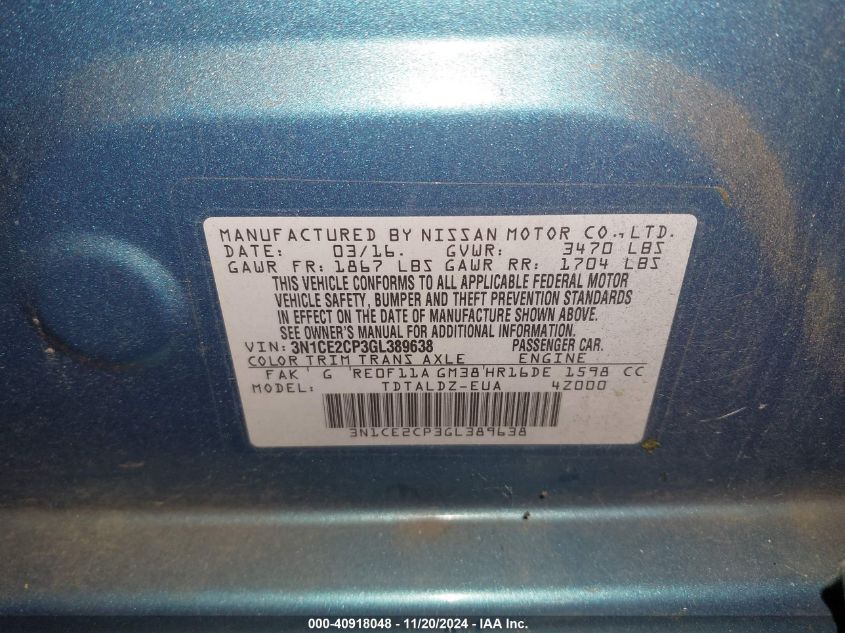 MANUFACTURED BY NISSAN MOTOR CO.,LTD.
DATE: 03/16. GVWR: 3470 LBS
GAWR FR: 1867 LBS GAWR RR: 1704 LBS
THIS VEHICLE CONFORMS TO ALL APPLICABLE FEDERAL MOTOR
VEHICLE SAFETY, BUMPER AND THEFT PREVENTION STANDARDS
IN EFFECT ON THE DATE OF MANUFACTURE SHOWN ABOVE.
SEE OWNER'S MANUAL FOR ADDITIONAL INFORMATION.
VIN: 3N1CE2CP3GL389638 PASSENGER CAR.
COLOR TRIM TRANS AXLE ENGINE
FAK ' G 'RE0F11A GM38'HR16DE 1598 CC
MODEL: TDTALDZ-EUA 4Z000
3N1CE2CP3GL389638
000-40918048 - 11/20/2024 - IAA Inc.